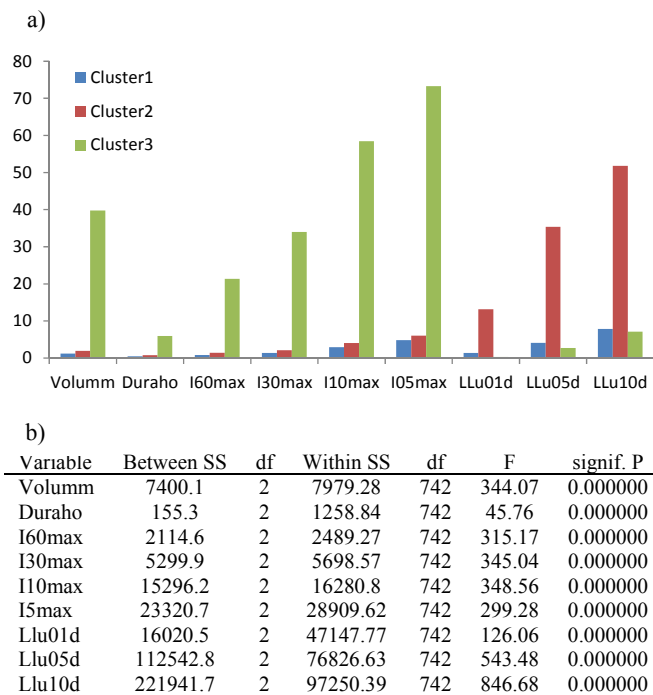 a)
80
70
60
50
40
30
20
10
0
Cluster1
Cluster2
Cluster3
Volumm Duraho I60max I30max I10max I05max LLu01d LLu05d LLu10d
b)
Variable Between SS df Within SS df F signif. P
Volumm 7400.1 2 7979.28 742 344.07 0.000000
Duraho 155.3 2 1258.84 742 45.76 0.000000
I60max 2114.6 2 2489.27 742 315.17 0.000000
I30max 5299.9 2 5698.57 742 345.04 0.000000
I10max 15296.2 2 16280.8 742 348.56 0.000000
I5max 23320.7 2 28909.62 742 299.28 0.000000
Llu01d 16020.5 2 47147.77 742 126.06 0.000000
Llu05d 112542.8 2 76826.63 742 543.48 0.000000
Llu10d 221941.7 2 97250.39 742 846.68 0.000000